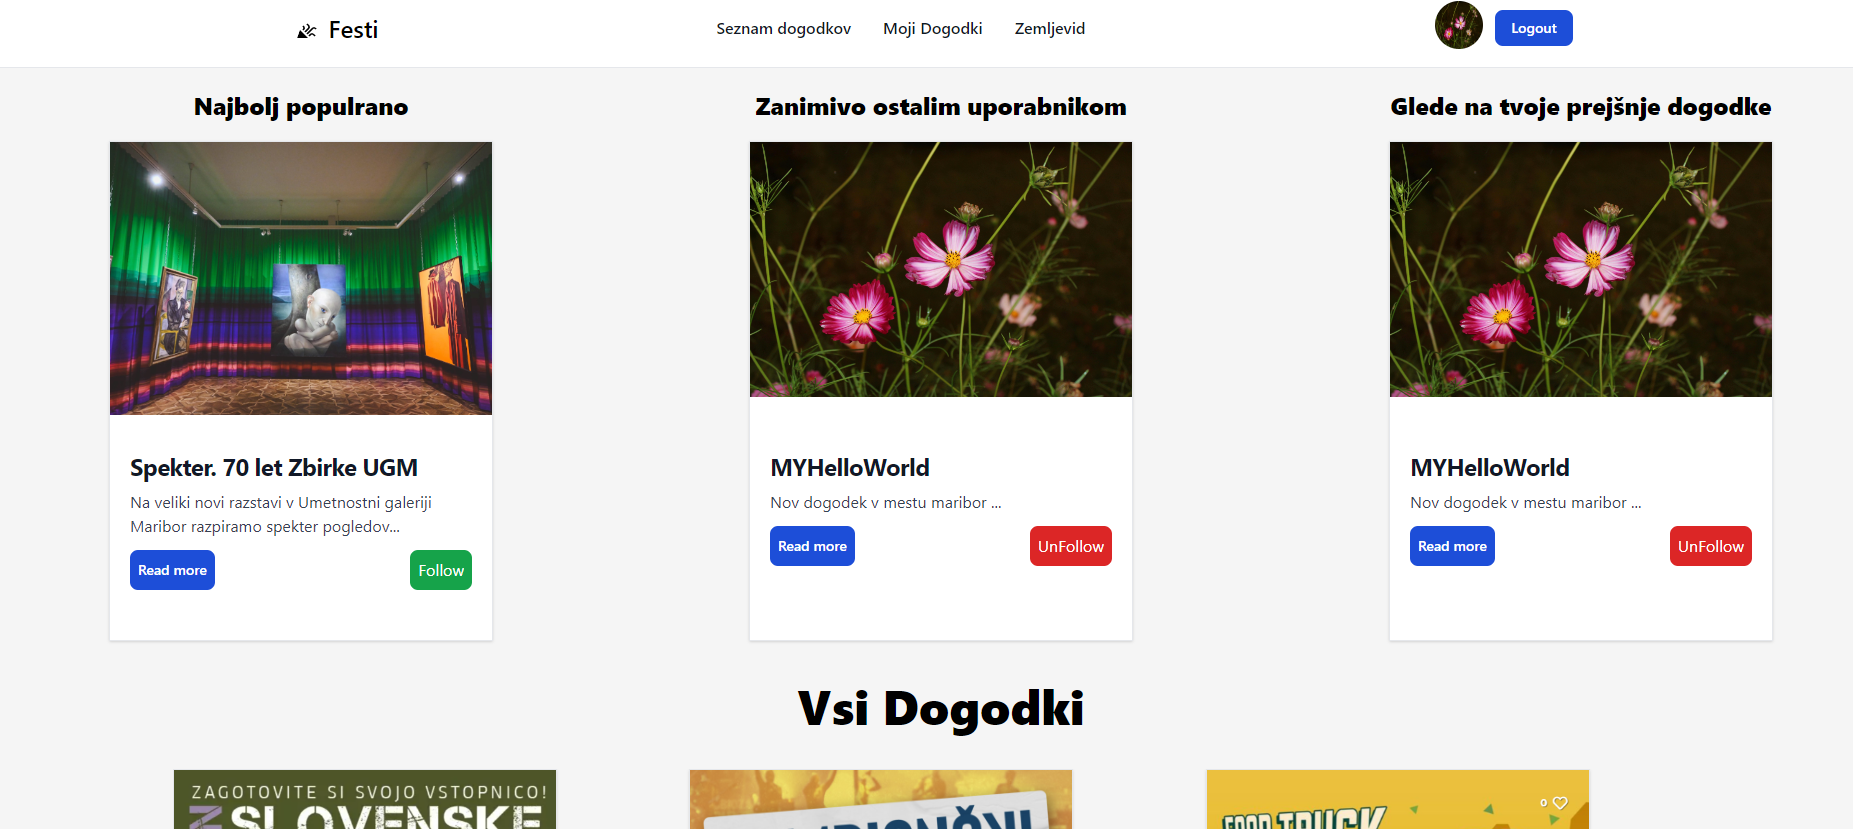 Festi
Seznam dogodkov
Moji Dogodki
Zemljevid
Logout
Najbolj populrano
Zanimivo ostalim uporabnikom
Glede na tvoje prejšnje dogodke
Spekter. 70 let Zbirke UGM
Na veliki novi razstavi v Umetnostni galeriji
Maribor razpiramo spekter pogledov...
Read more
Follow
MYHelloWorld
Nov dogodek v mestu maribor ...
Read more
UnFollow
MYHelloWorld
Nov dogodek v mestu maribor ...
Read more
UnFollow
Vsi Dogodki
ZAGOTOVITE SI SVOJO VSTOPNICO!
SLOVENSKE
FOOD TRUCK
0